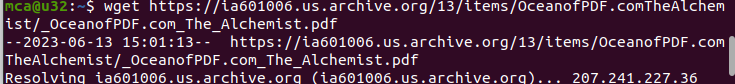 mca@u32:~$ wget https://ia601006.us.archive.org/13/items/OceanofPDF.comTheAlchem
ist/_OceanofPDF.com_The_Alchemist.pdf
--2023-06-13 15:01:13--  https://ia601006.us.archive.org/13/items/OceanofPDF.com
TheAlchemist/_OceanofPDF.com_The_Alchemist.pdf
Resolving ia601006.us.archive.org (ia601006.us.archive.org)... 207.241.227.36